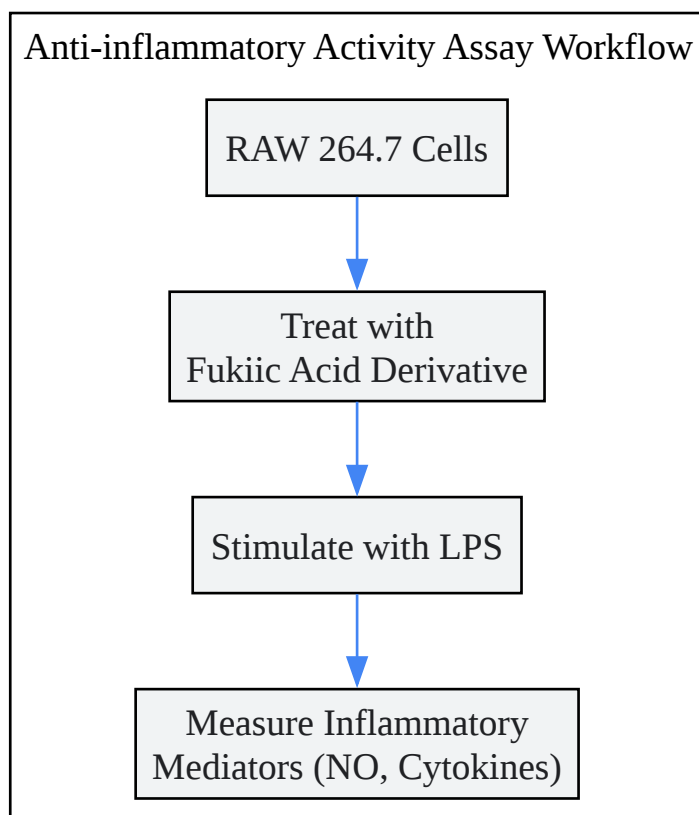 Anti-inflammatory Activity Assay Workflow
RAW 264.7 Cells
Treat with
Fukiic Acid Derivative
Stimulate with LPS
Measure Inflammatory
Mediators (NO, Cytokines)